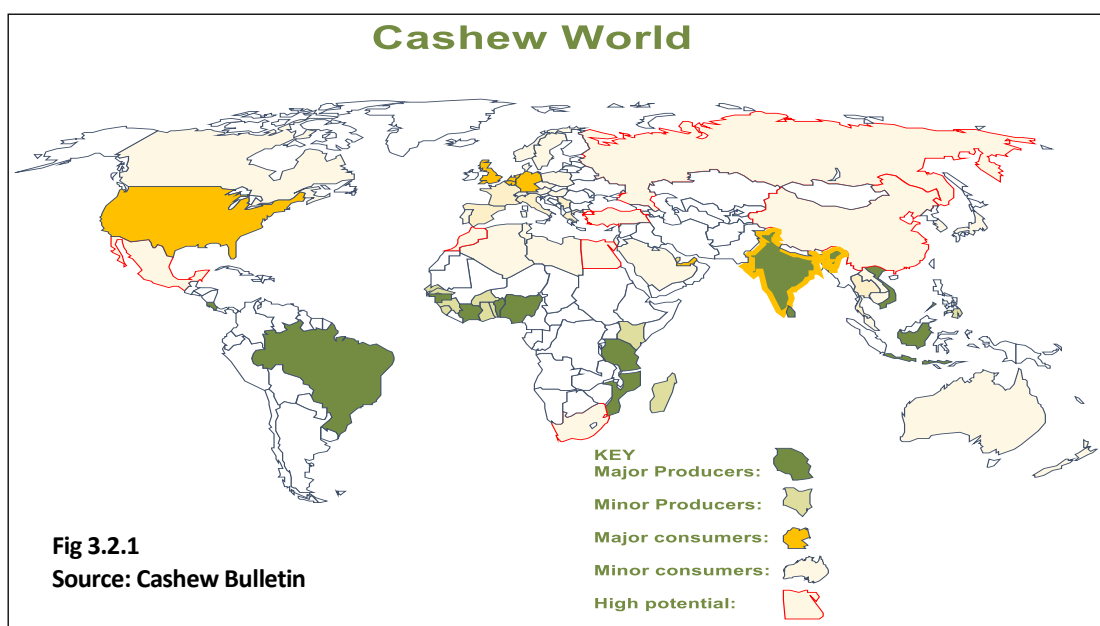 Cashew World
KEY
Major Producers:
Minor Producers:
Major consumers:
Minor consumers:
High potential:
Fig 3.2.1
Source: Cashew Bulletin